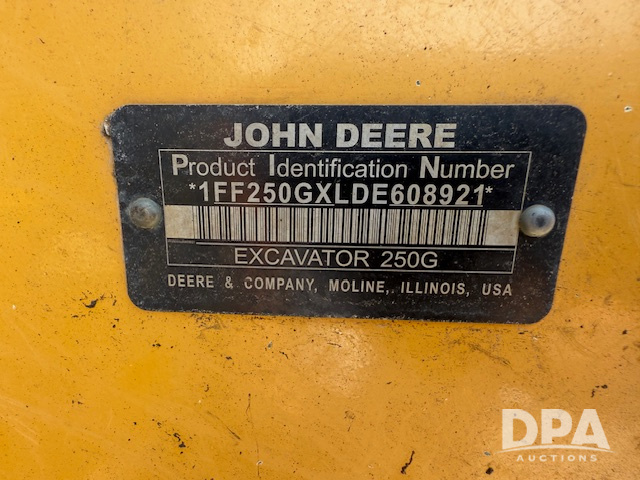 JOHN DEERE
Product Identification Number
*1FF250GXLDE608921*
EXCAVATOR 250G
DEERE & COMPANY, MOLINE, ILLINOIS, USA
DPA
AUCTIONS